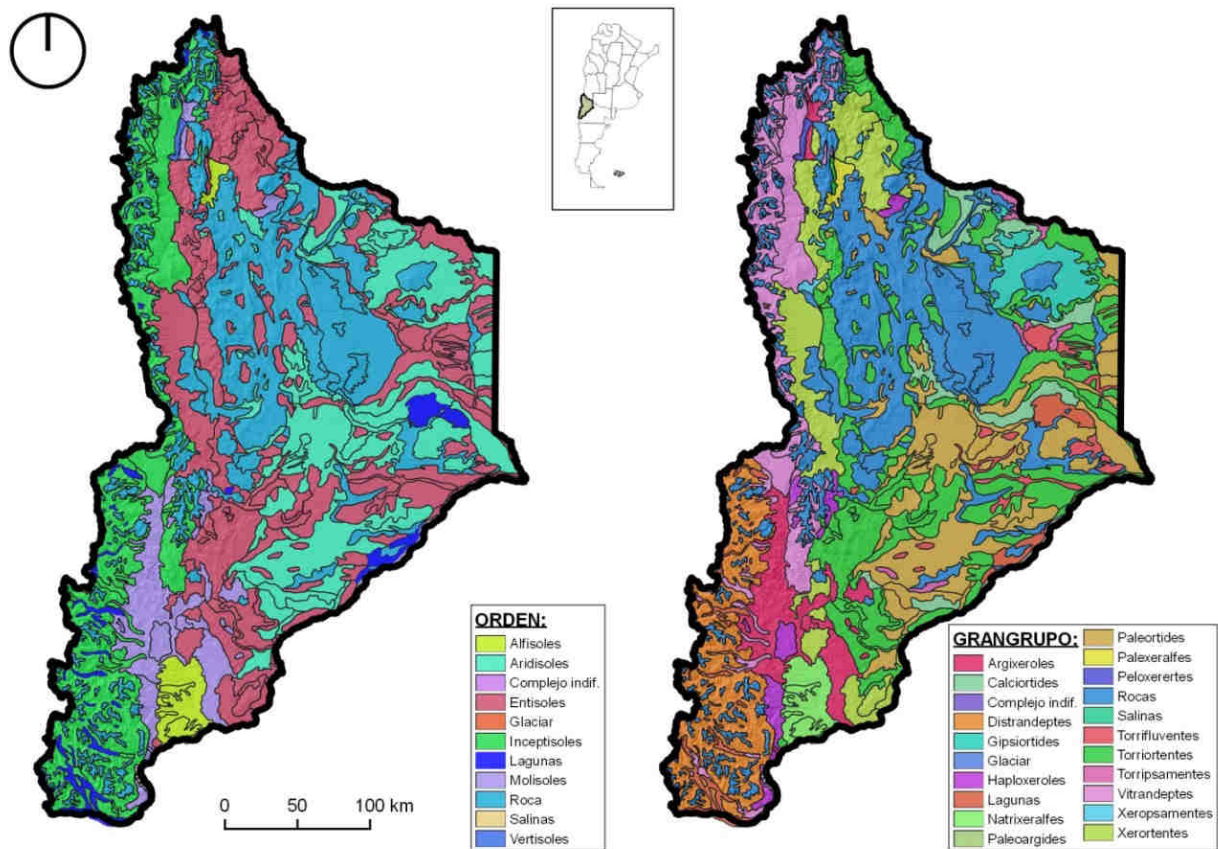 ORDEN:
Alfisoles
Aridisoles
Complejo indif.
Entisoles
Glaciar
Inceptisoles
Lagunas
Molisoles
Roca
Salinas
Vertisoles
0 50 100 km
GRANGRUPO:
Argixeroles
Calciortides
Complejo indif.
Distrandeptes
Gipsiortides
Glaciar
Haploxeroles
Lagunas
Natrixeralfes
Paleoargides
Paleortides
Palexeralfes
Peloxerertes
Rocas
Salinas
Torrifluventes
Torriortentes
Torripsamentes
Vitrandeptes
Xeropsamentes
Xerortentes